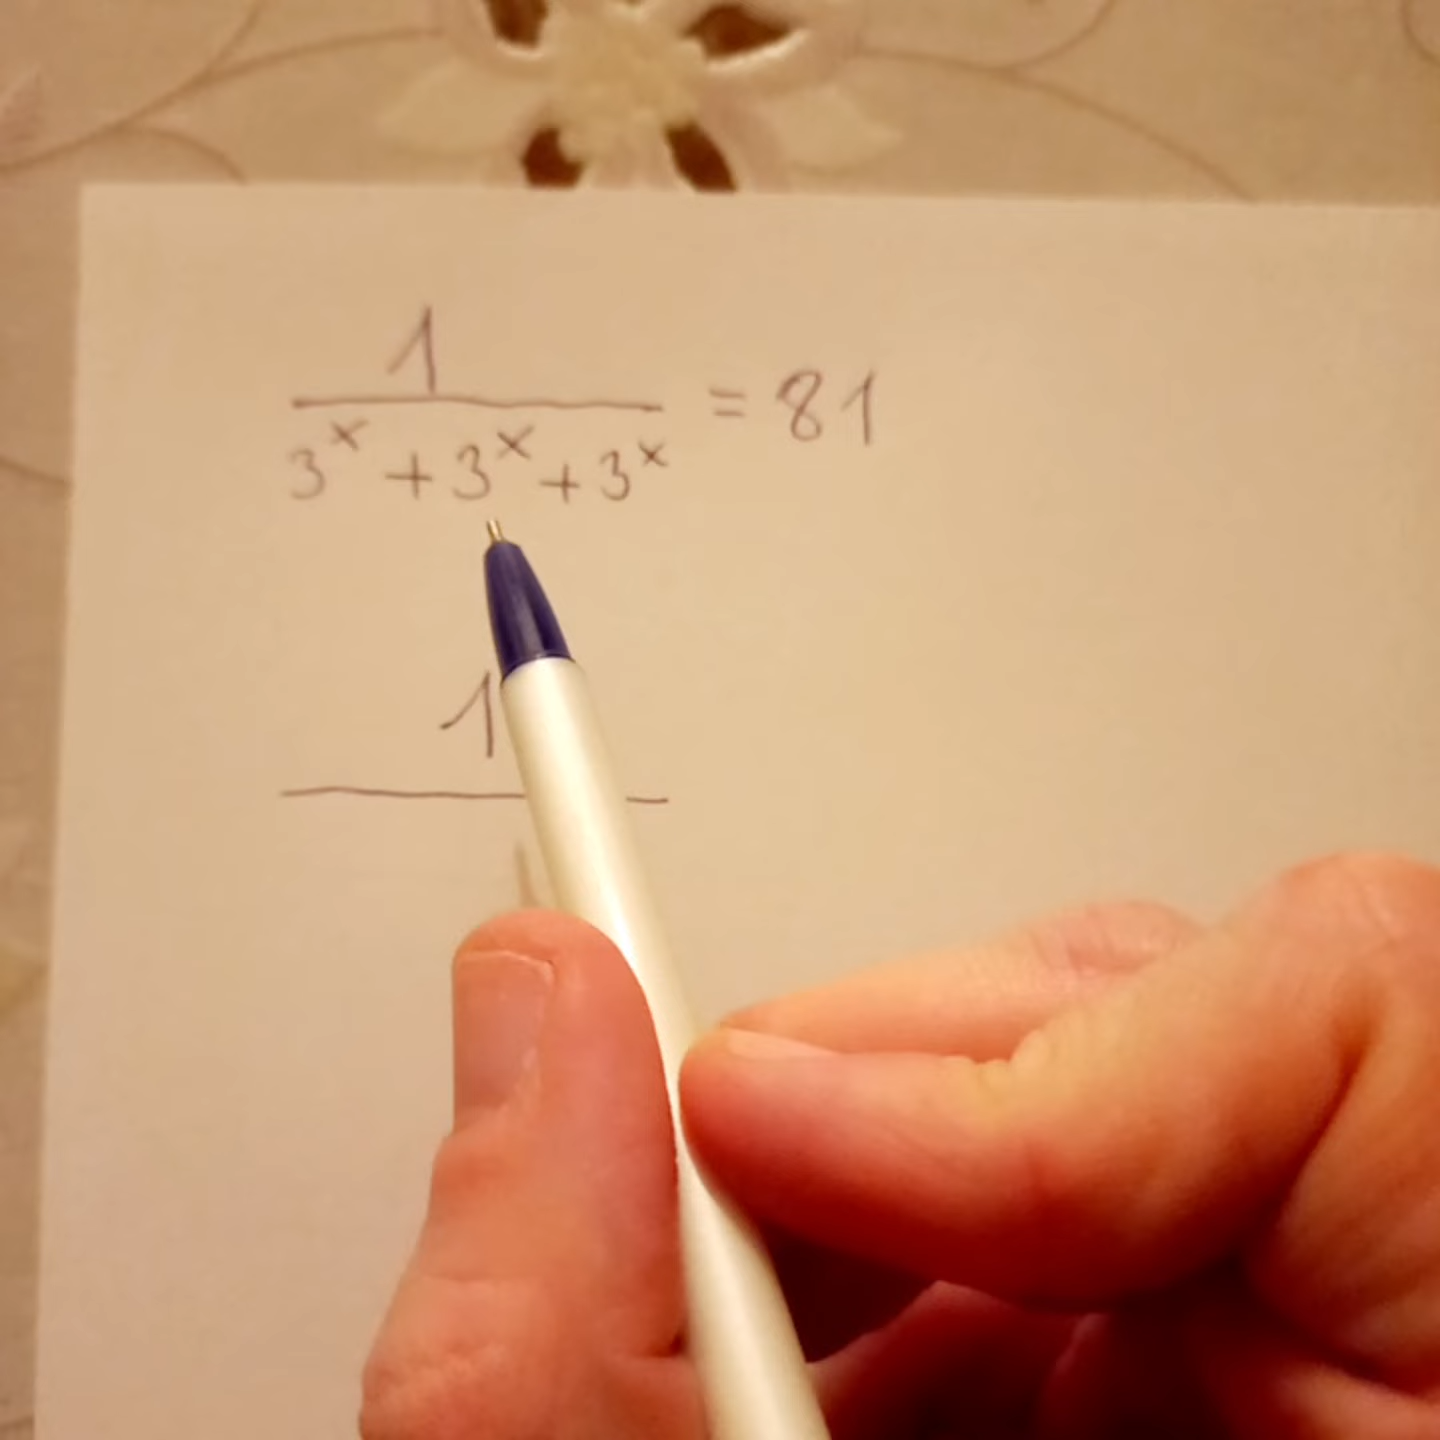 1
3^x + 3^x + 3^x = 81
1